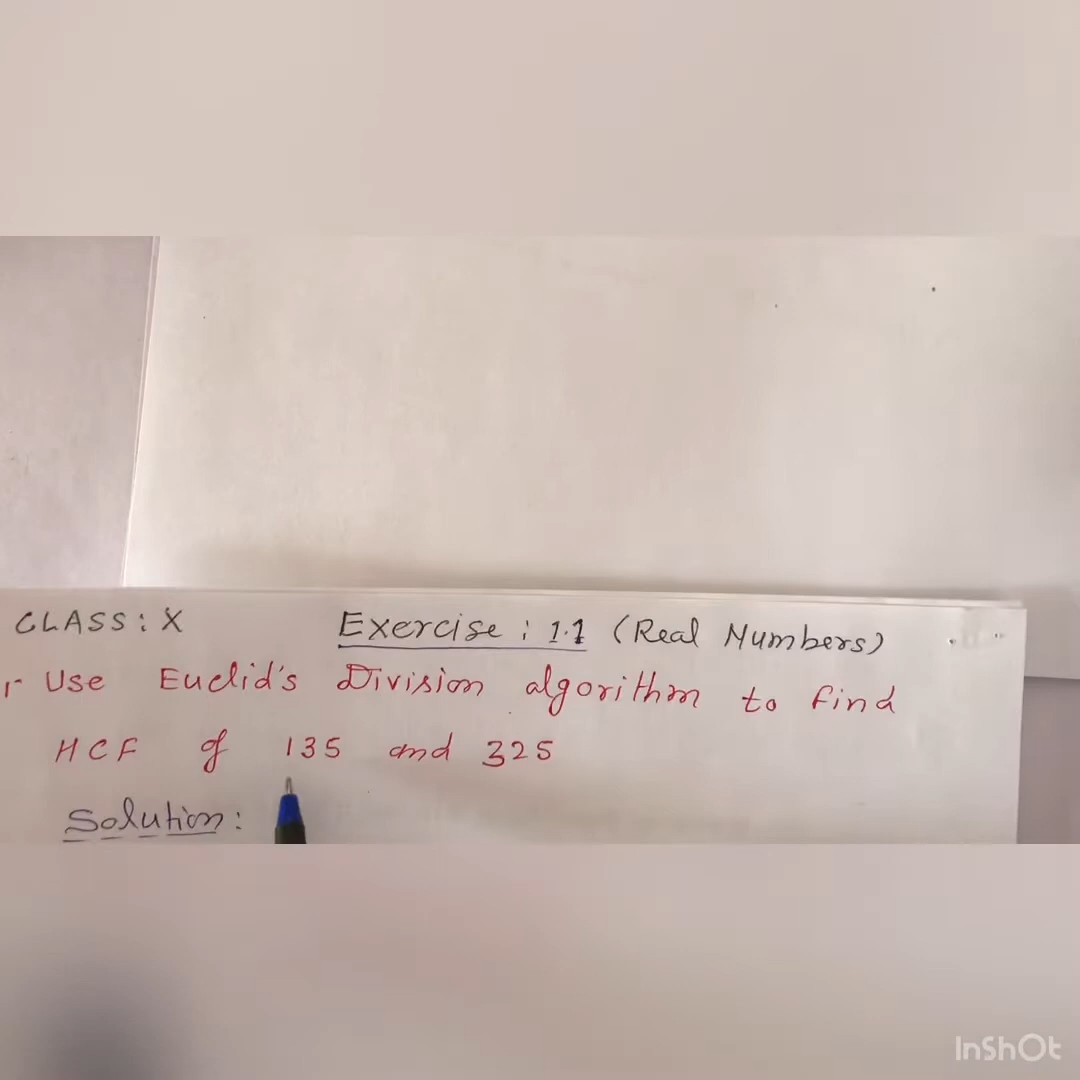 CLASS: X Exercise: 1.1 (Real Numbers)
1- Use Euclid's Division algorithm to find
HCF of 135 and 325
Solution:
InShOt